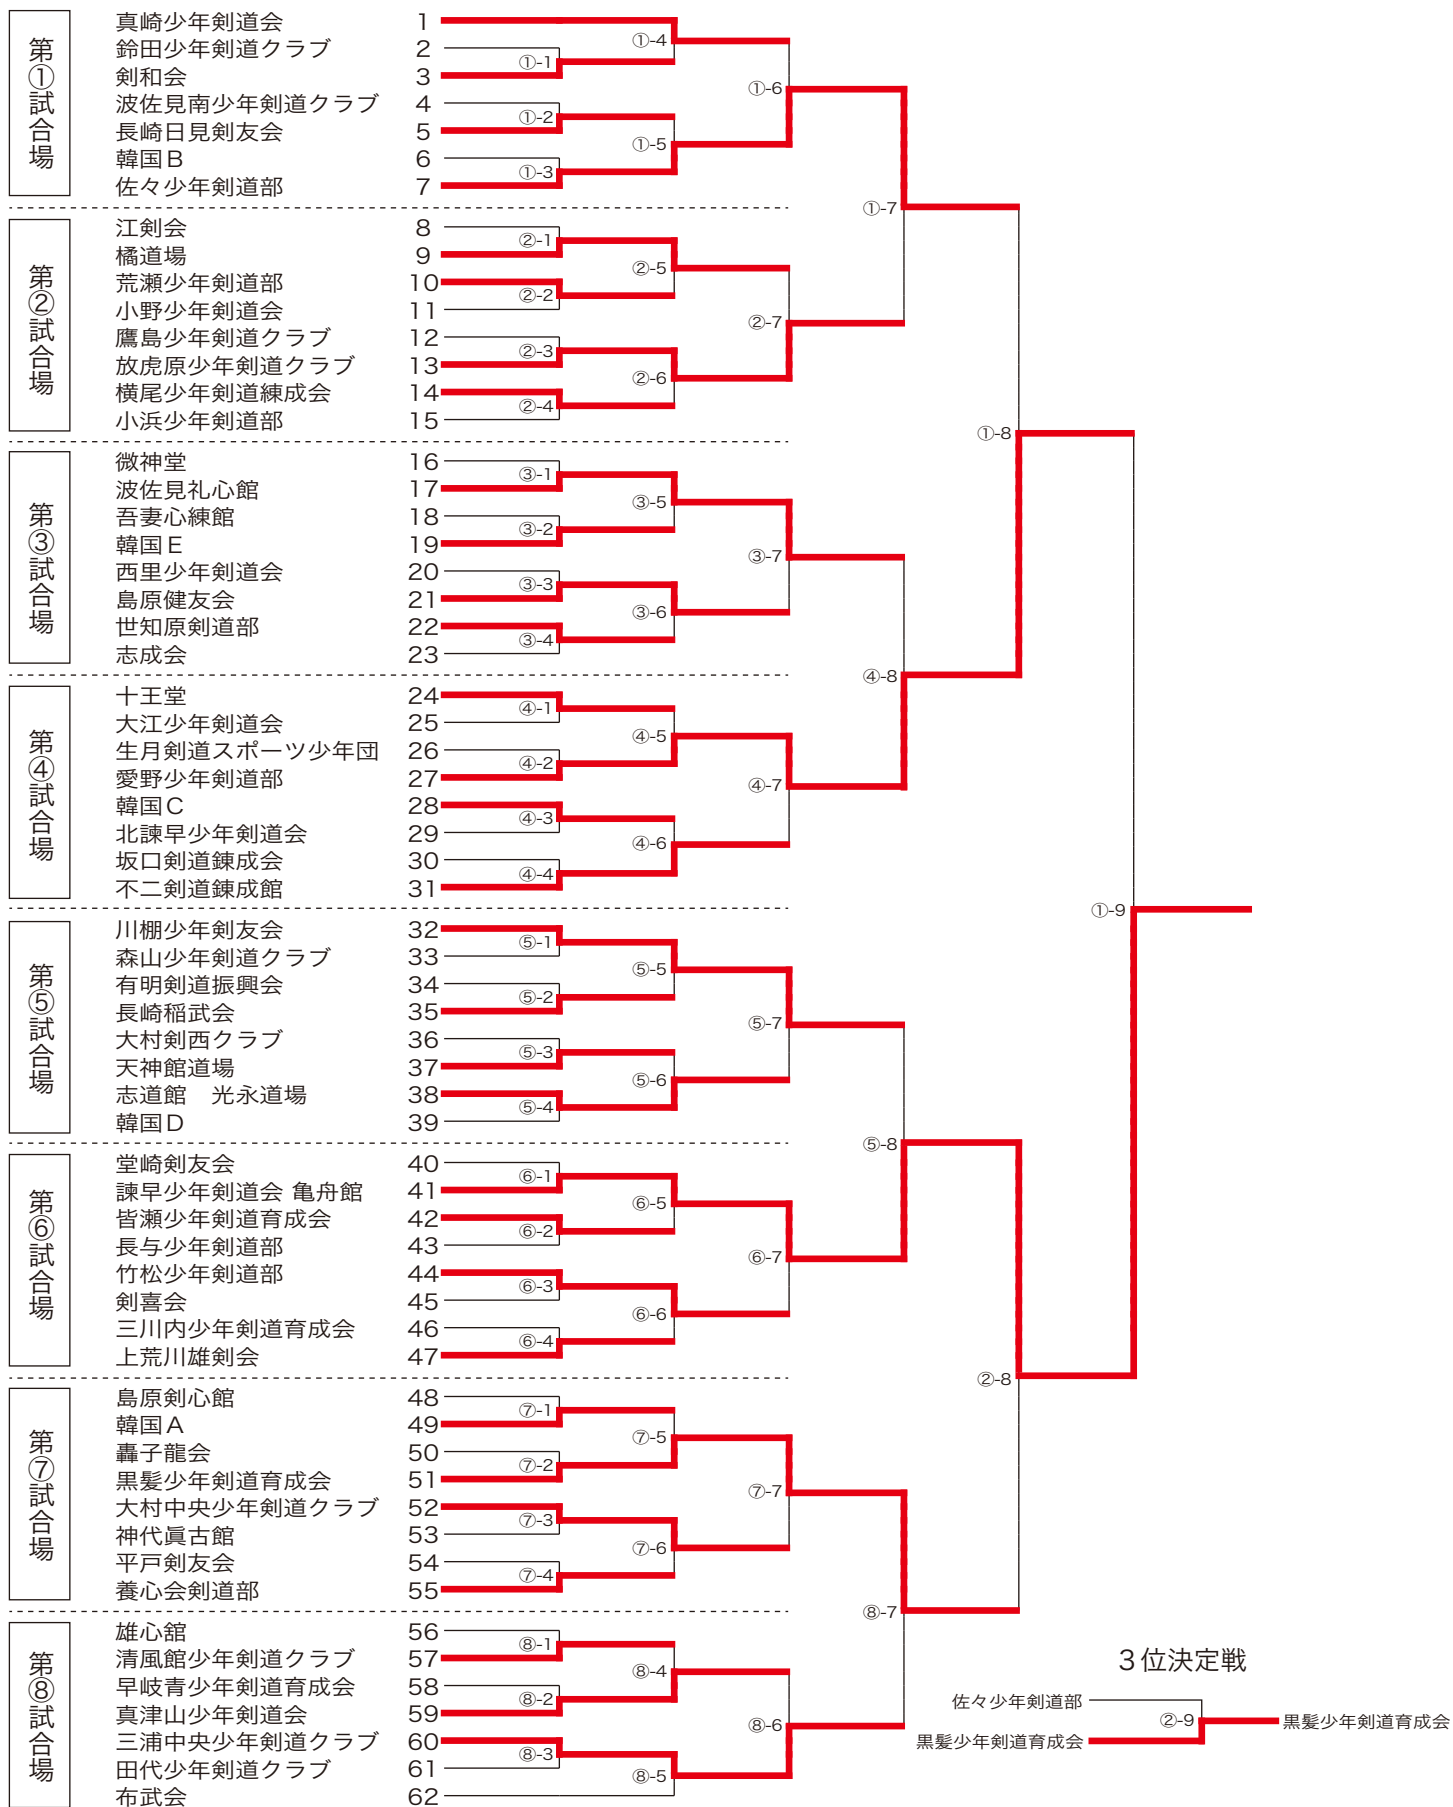 第①試合場
真崎少年剣道会 1
鈴田少年剣道クラブ 2
剣和会 3
波佐見南少年剣道クラブ 4
長崎日見剣友会 5
韓国B 6
佐々少年剣道部 7
①-1
①-2
①-3
①-4
①-5
①-6
①-7
第②試合場
江剣会 8
橘道場 9
荒瀬少年剣道部 10
小野少年剣道会 11
鷹島少年剣道クラブ 12
放虎原少年剣道クラブ 13
横尾少年剣道練成会 14
小浜少年剣道部 15
②-1
②-2
②-3
②-4
②-5
②-6
②-7
①-8
第③試合場
微神堂 16
波佐見礼心館 17
吾妻心練館 18
韓国E 19
西里少年剣道会 20
島原健友会 21
世知原剣道部 22
志成会 23
③-1
③-2
③-3
③-4
③-5
③-6
③-7
④-8
第④試合場
十王堂 24
大江少年剣道会 25
生月剣道スポーツ少年団 26
愛野少年剣道部 27
韓国C 28
北諫早少年剣道会 29
坂口剣道錬成会 30
不二剣道錬成館 31
④-1
④-2
④-3
④-4
④-5
④-6
④-7
①-9
第⑤試合場
川棚少年剣友会 32
森山少年剣道クラブ 33
有明剣道振興会 34
長崎稲武会 35
大村剣西クラブ 36
天神館道場 37
志道館　光永道場 38
韓国D 39
⑤-1
⑤-2
⑤-3
⑤-4
⑤-5
⑤-6
⑤-7
⑤-8
第⑥試合場
堂崎剣友会 40
諫早少年剣道会 亀舟館 41
皆瀬少年剣道育成会 42
長与少年剣道部 43
竹松少年剣道部 44
剣喜会 45
三川内少年剣道育成会 46
上荒川雄剣会 47
⑥-1
⑥-2
⑥-3
⑥-4
⑥-5
⑥-6
⑥-7
②-8
第⑦試合場
島原剣心館 48
韓国A 49
轟子龍会 50
黒髪少年剣道育成会 51
大村中央少年剣道クラブ 52
神代眞古館 53
平戸剣友会 54
養心会剣道部 55
⑦-1
⑦-2
⑦-3
⑦-4
⑦-5
⑦-6
⑦-7
⑧-7
第⑧試合場
雄心舘 56
清風館少年剣道クラブ 57
早岐青少年剣道育成会 58
真津山少年剣道会 59
三浦中央少年剣道クラブ 60
田代少年剣道クラブ 61
布武会 62
⑧-1
⑧-2
⑧-3
⑧-4
⑧-5
⑧-6
3位決定戦
佐々少年剣道部
黒髪少年剣道育成会
②-9
黒髪少年剣道育成会